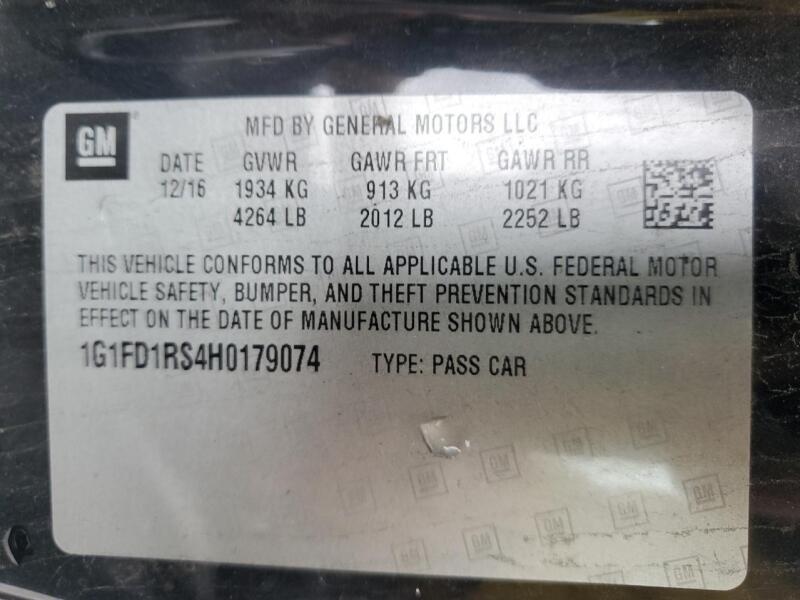 GM
MFD BY GENERAL MOTORS LLC
DATE GVWR GAWR FRT GAWR RR
12/16 1934 KG 913 KG 1021 KG
4264 LB 2012 LB 2252 LB
THIS VEHICLE CONFORMS TO ALL APPLICABLE U.S. FEDERAL MOTOR
VEHICLE SAFETY, BUMPER, AND THEFT PREVENTION STANDARDS IN
EFFECT ON THE DATE OF MANUFACTURE SHOWN ABOVE.
1G1FD1RS4H0179074 TYPE: PASS CAR